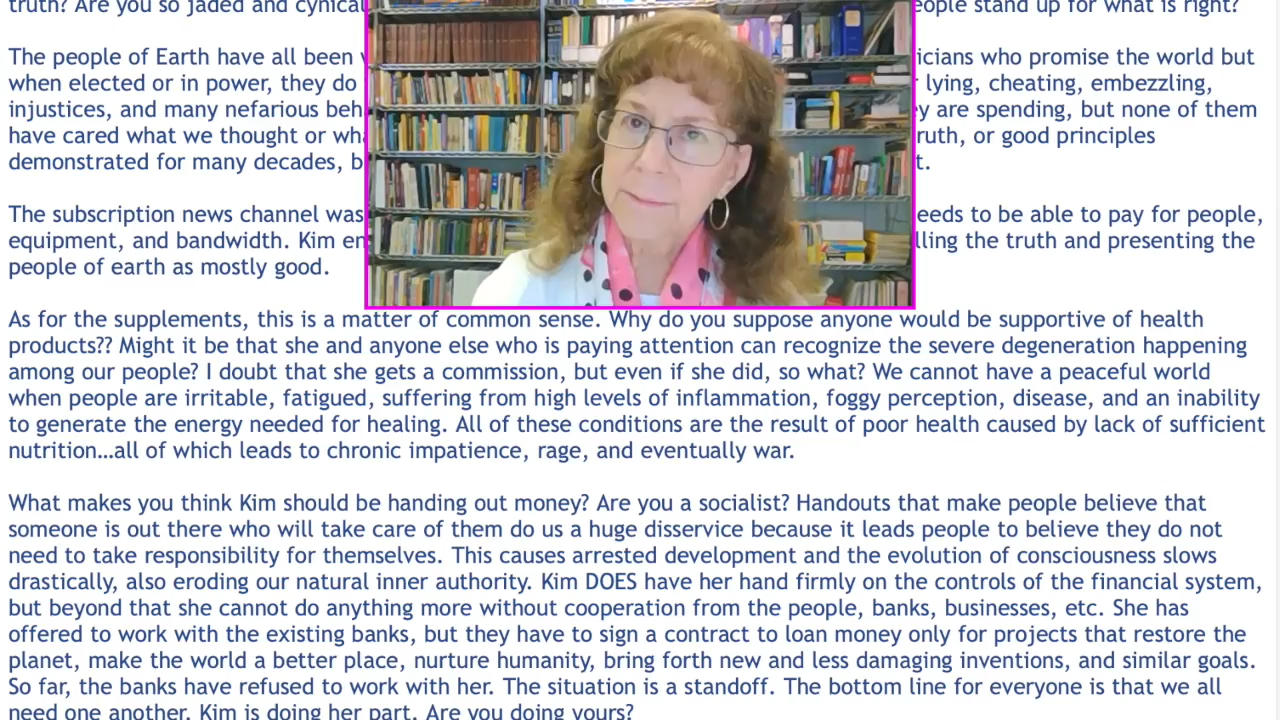 truth? Are you so jaded and cynical eople stand up for what is right?
The people of Earth have all been icians who promise the world but
when elected or in power, they do lying, cheating, embezzling,
injustices, and many nefarious beh ey are spending, but none of them
have cared what we thought or wha ruth, or good principles
demonstrated for many decades, b t.
The subscription news channel was eeds to be able to pay for people,
equipment, and bandwidth. Kim en lling the truth and presenting the
people of earth as mostly good.
As for the supplements, this is a matter of common sense. Why do you suppose anyone would be supportive of health
products?? Might it be that she and anyone else who is paying attention can recognize the severe degeneration happening
among our people? I doubt that she gets a commission, but even if she did, so what? We cannot have a peaceful world
when people are irritable, fatigued, suffering from high levels of inflammation, foggy perception, disease, and an inability
to generate the energy needed for healing. All of these conditions are the result of poor health caused by lack of sufficient
nutrition…all of which leads to chronic impatience, rage, and eventually war.
What makes you think Kim should be handing out money? Are you a socialist? Handouts that make people believe that
someone is out there who will take care of them do us a huge disservice because it leads people to believe they do not
need to take responsibility for themselves. This causes arrested development and the evolution of consciousness slows
drastically, also eroding our natural inner authority. Kim DOES have her hand firmly on the controls of the financial system,
but beyond that she cannot do anything more without cooperation from the people, banks, businesses, etc. She has
offered to work with the existing banks, but they have to sign a contract to loan money only for projects that restore the
planet, make the world a better place, nurture humanity, bring forth new and less damaging inventions, and similar goals.
So far, the banks have refused to work with her. The situation is a standoff. The bottom line for everyone is that we all
need one another. Kim is doing her part. Are you doing yours?